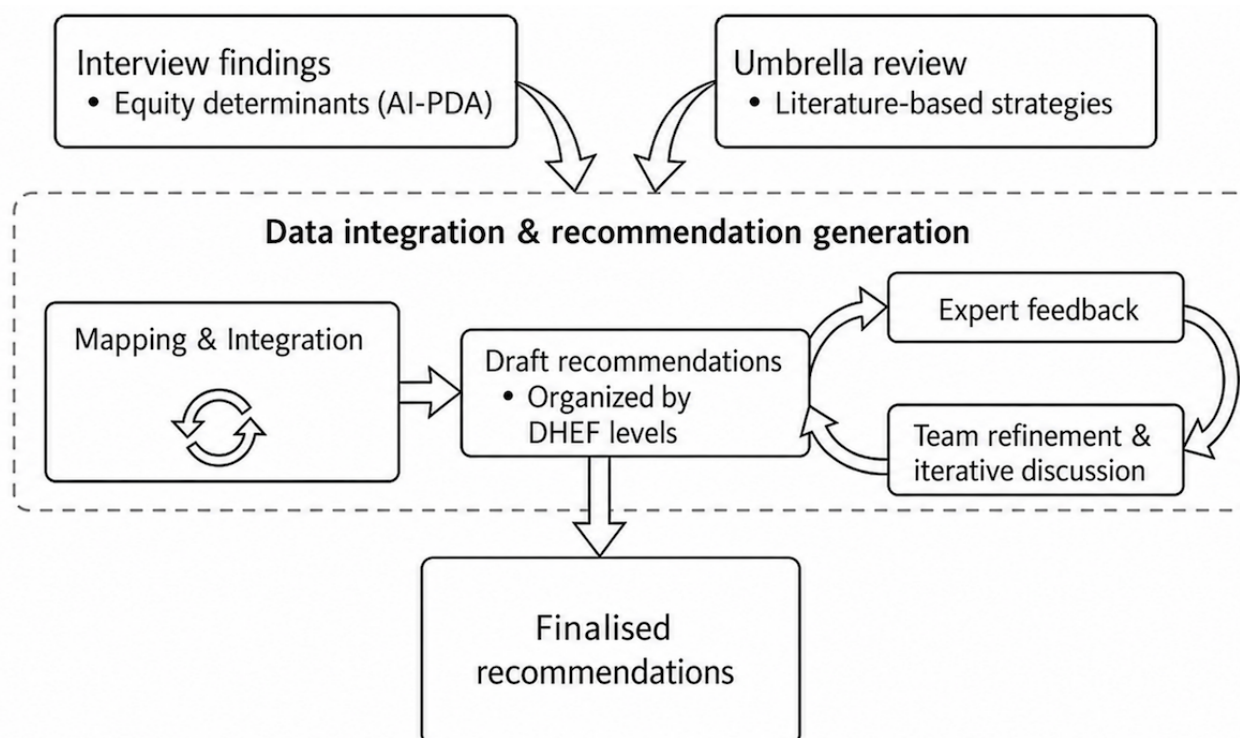 Interview findings
• Equity determinants (AI-PDA)
Umbrella review
• Literature-based strategies
Data integration & recommendation generation
Mapping & Integration
Draft recommendations
• Organized by
DHEF levels
Expert feedback
Team refinement &
iterative discussion
Finalised
recommendations